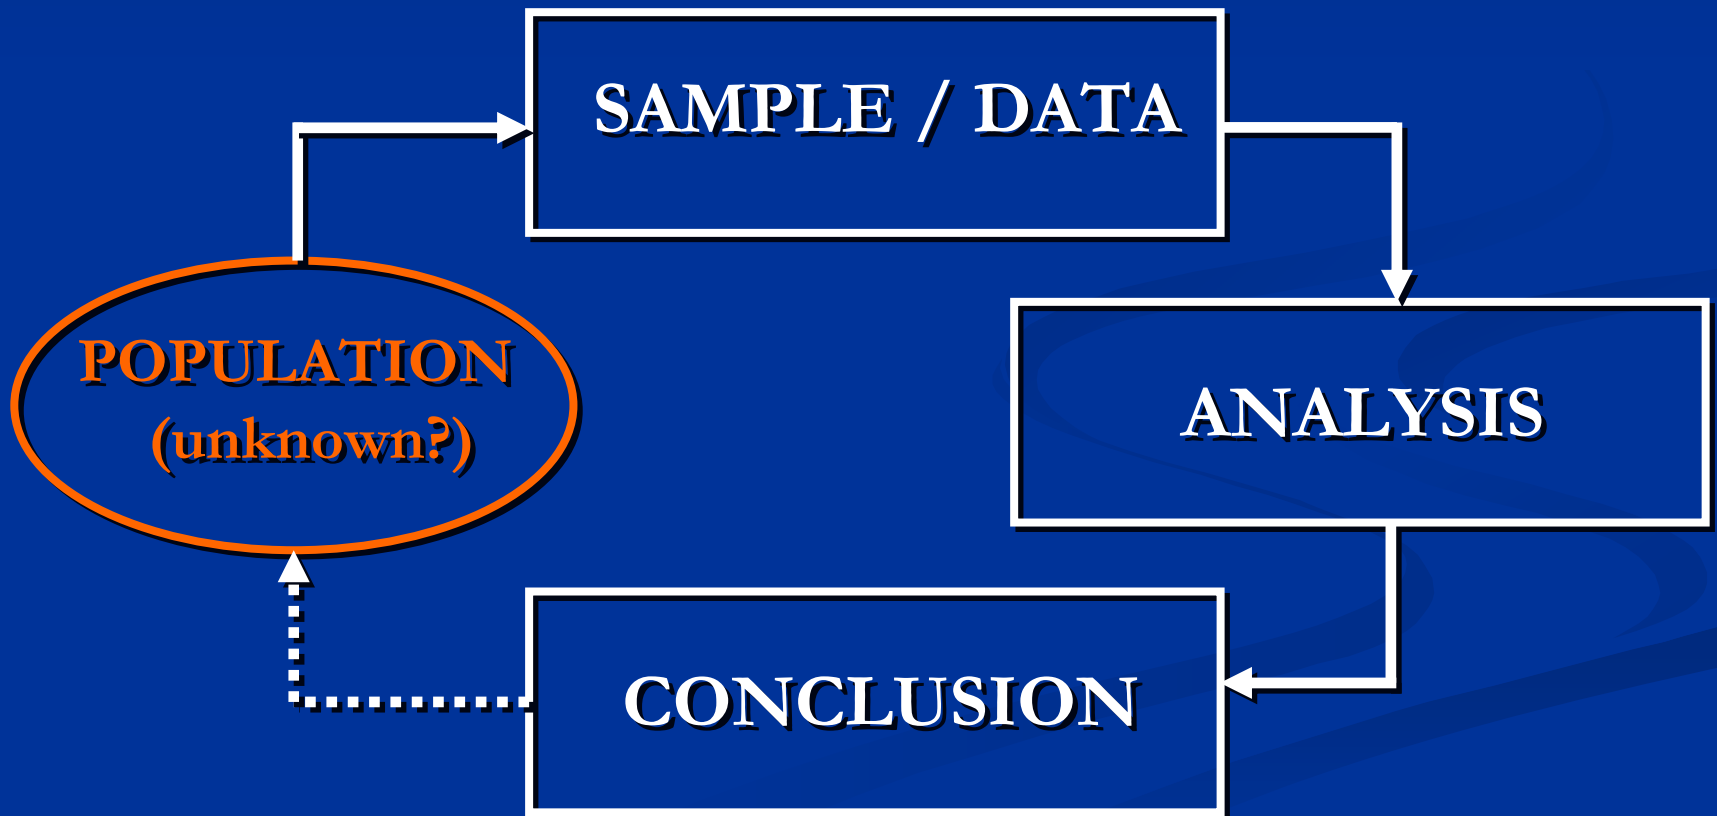 SAMPLE / DATA
POPULATION
(unknown?)
ANALYSIS
CONCLUSION